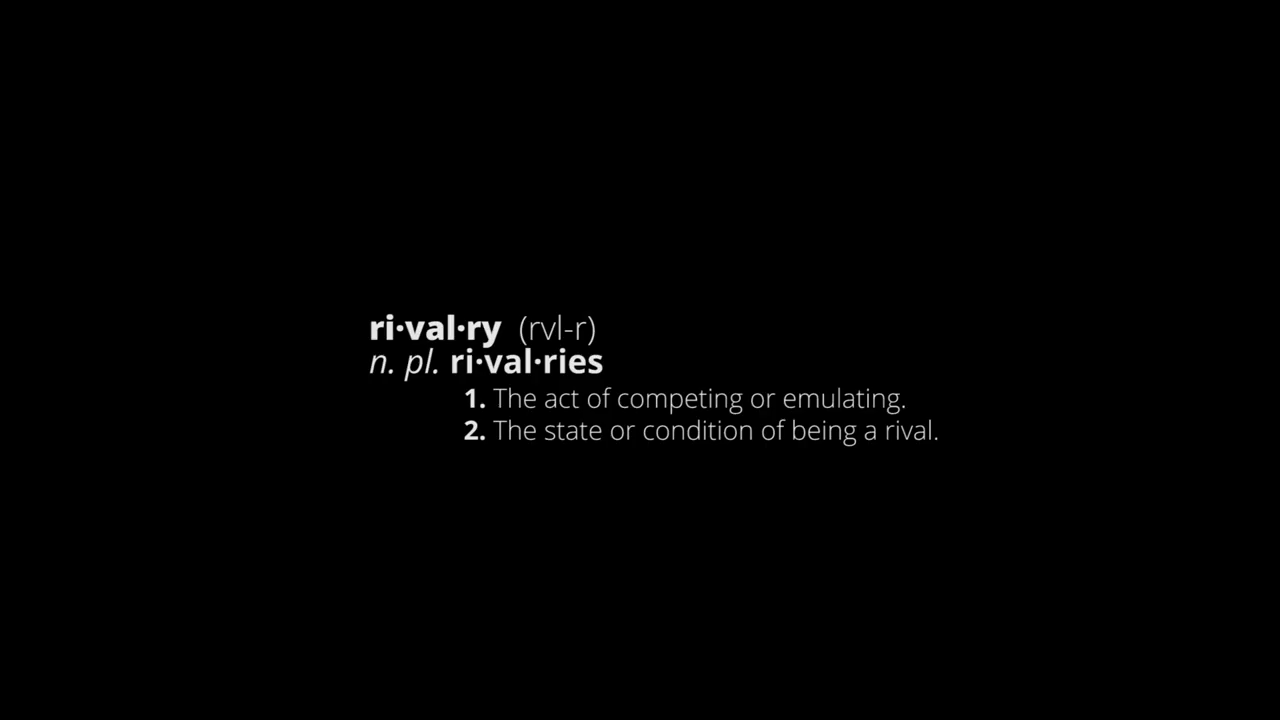 ri·val·ry (rvl-r)
n. pl. ri·val·ries
1. The act of competing or emulating.
2. The state or condition of being a rival.